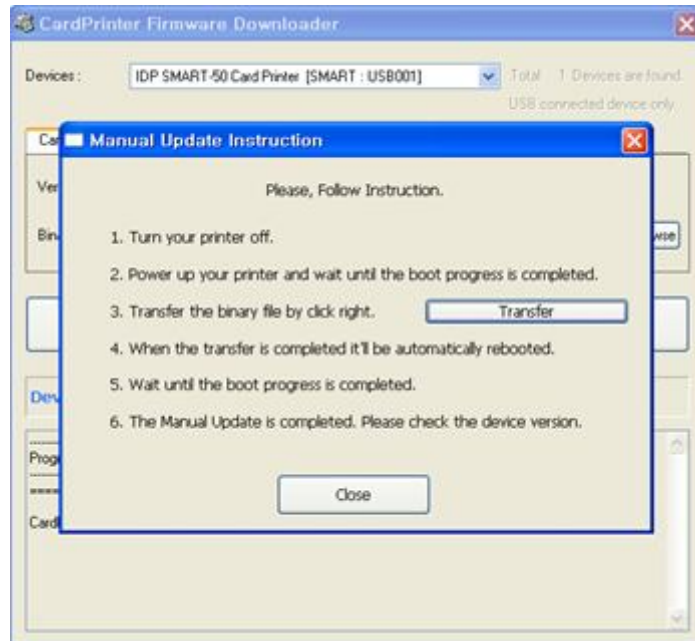 CardPrinter Firmware Downloader
Devices : IDP SMART-50 Card Printer [SMART : USB001] Total 1 Devices are found
USB connected device only
Manual Update Instruction
Please, Follow Instruction.
1. Turn your printer off.
2. Power up your printer and wait until the boot progress is completed.
3. Transfer the binary file by click right. Transfer
4. When the transfer is completed it'll be automatically rebooted.
5. Wait until the boot progress is completed.
6. The Manual Update is completed. Please check the device version.
Close